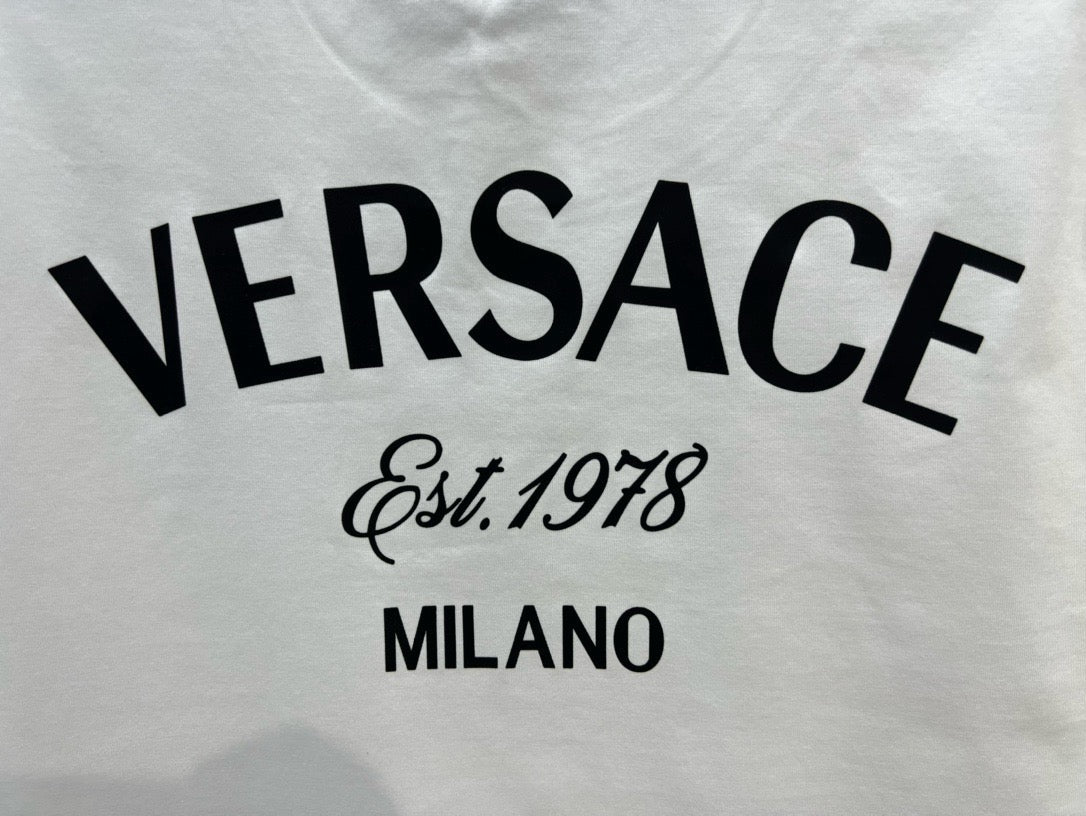 VERSACE
Est. 1978
MILANO